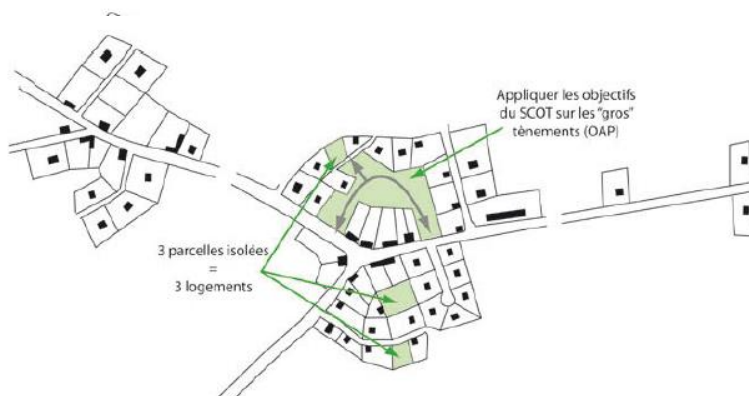 Appliquer les objectifs
du SCOT sur les "gros"
tènements (OAP)
3 parcelles isolées
=
3 logements